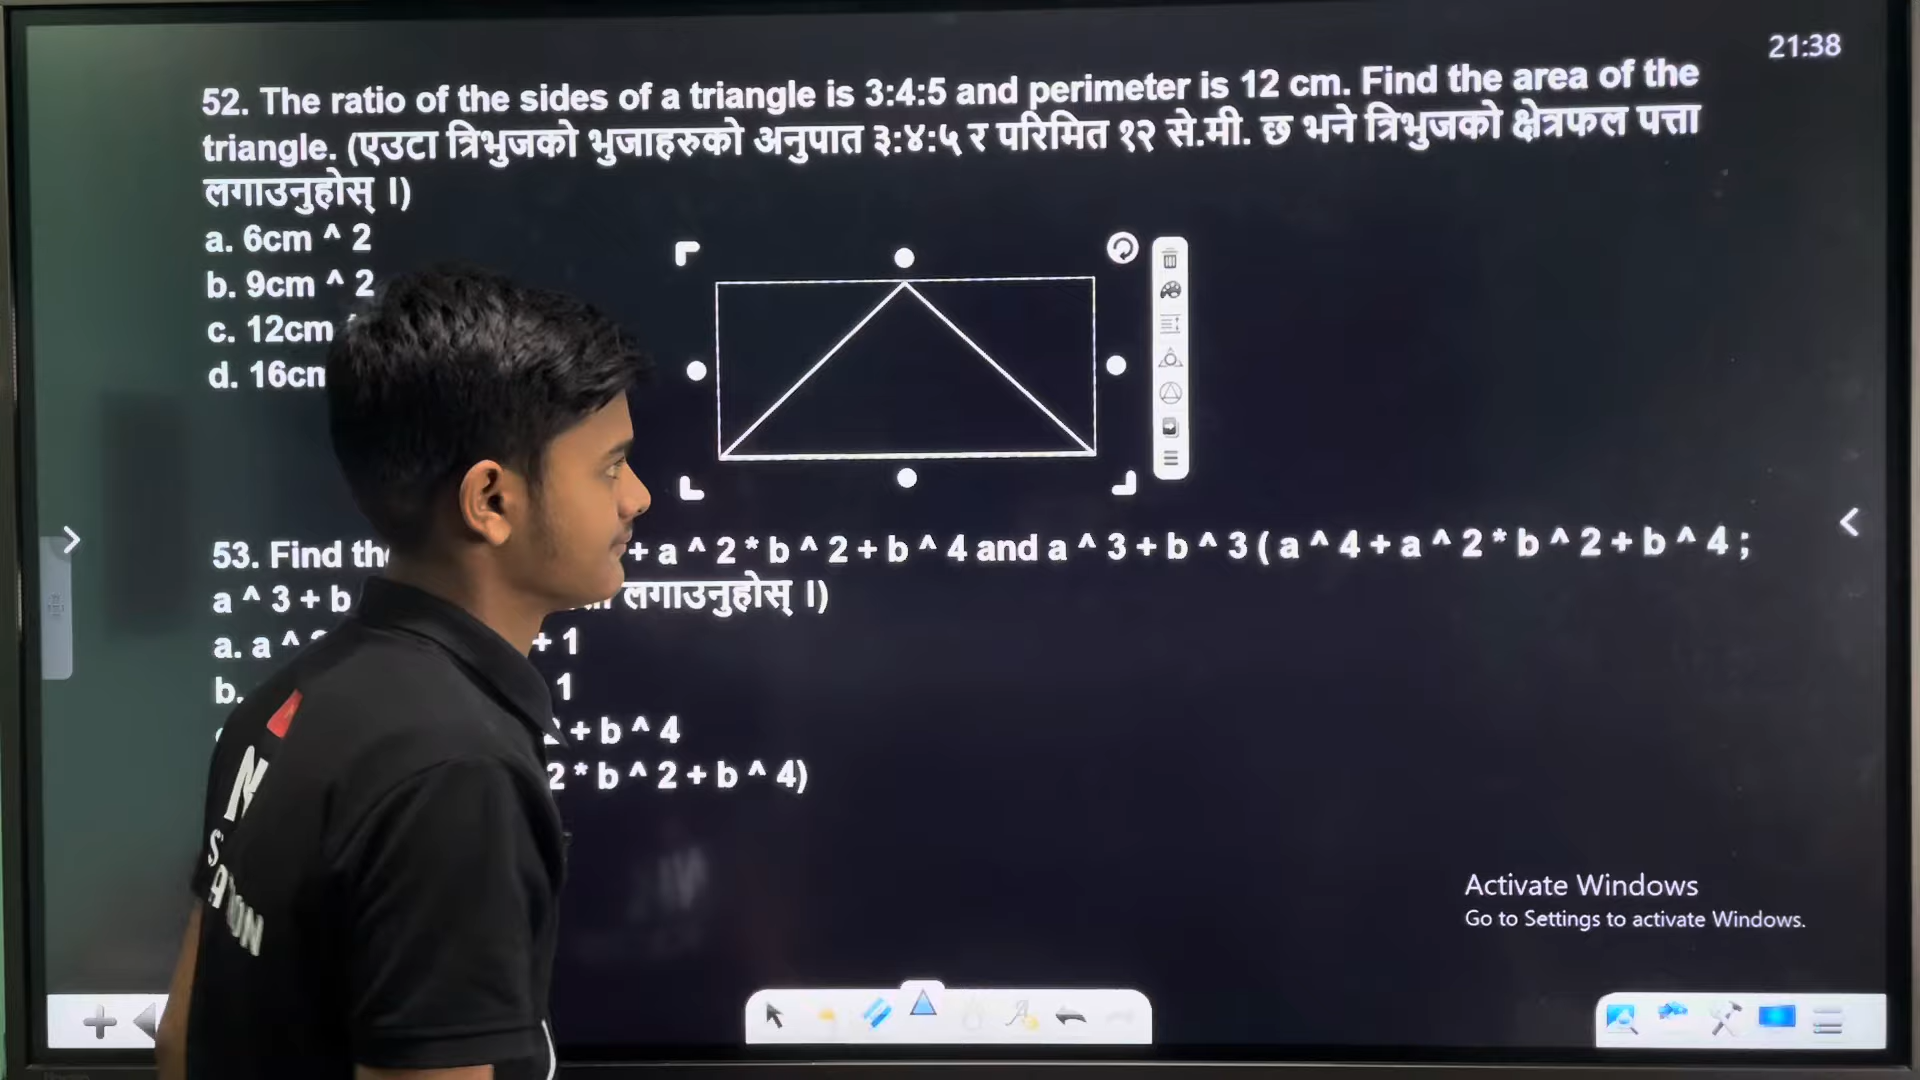 21:38
52. The ratio of the sides of a triangle is 3:4:5 and perimeter is 12 cm. Find the area of the
triangle. (एउटा त्रिभुजको भुजाहरुको अनुपात ३:४:५ र परिमित १२ से.मी. छ भने त्रिभुजको क्षेत्रफल पत्ता
लगाउनुहोस् ।)
a. 6cm ^ 2
b. 9cm ^ 2
c. 12cm
d. 16cm
53. Find the + a ^ 2 * b ^ 2 + b ^ 4 and a ^ 3 + b ^ 3 ( a ^ 4 + a ^ 2 * b ^ 2 + b ^ 4 ;
a ^ 3 + b लगाउनुहोस् ।)
a. a ^ + 1
b. 1
2 + b ^ 4
2 * b ^ 2 + b ^ 4)
Activate Windows
Go to Settings to activate Windows.